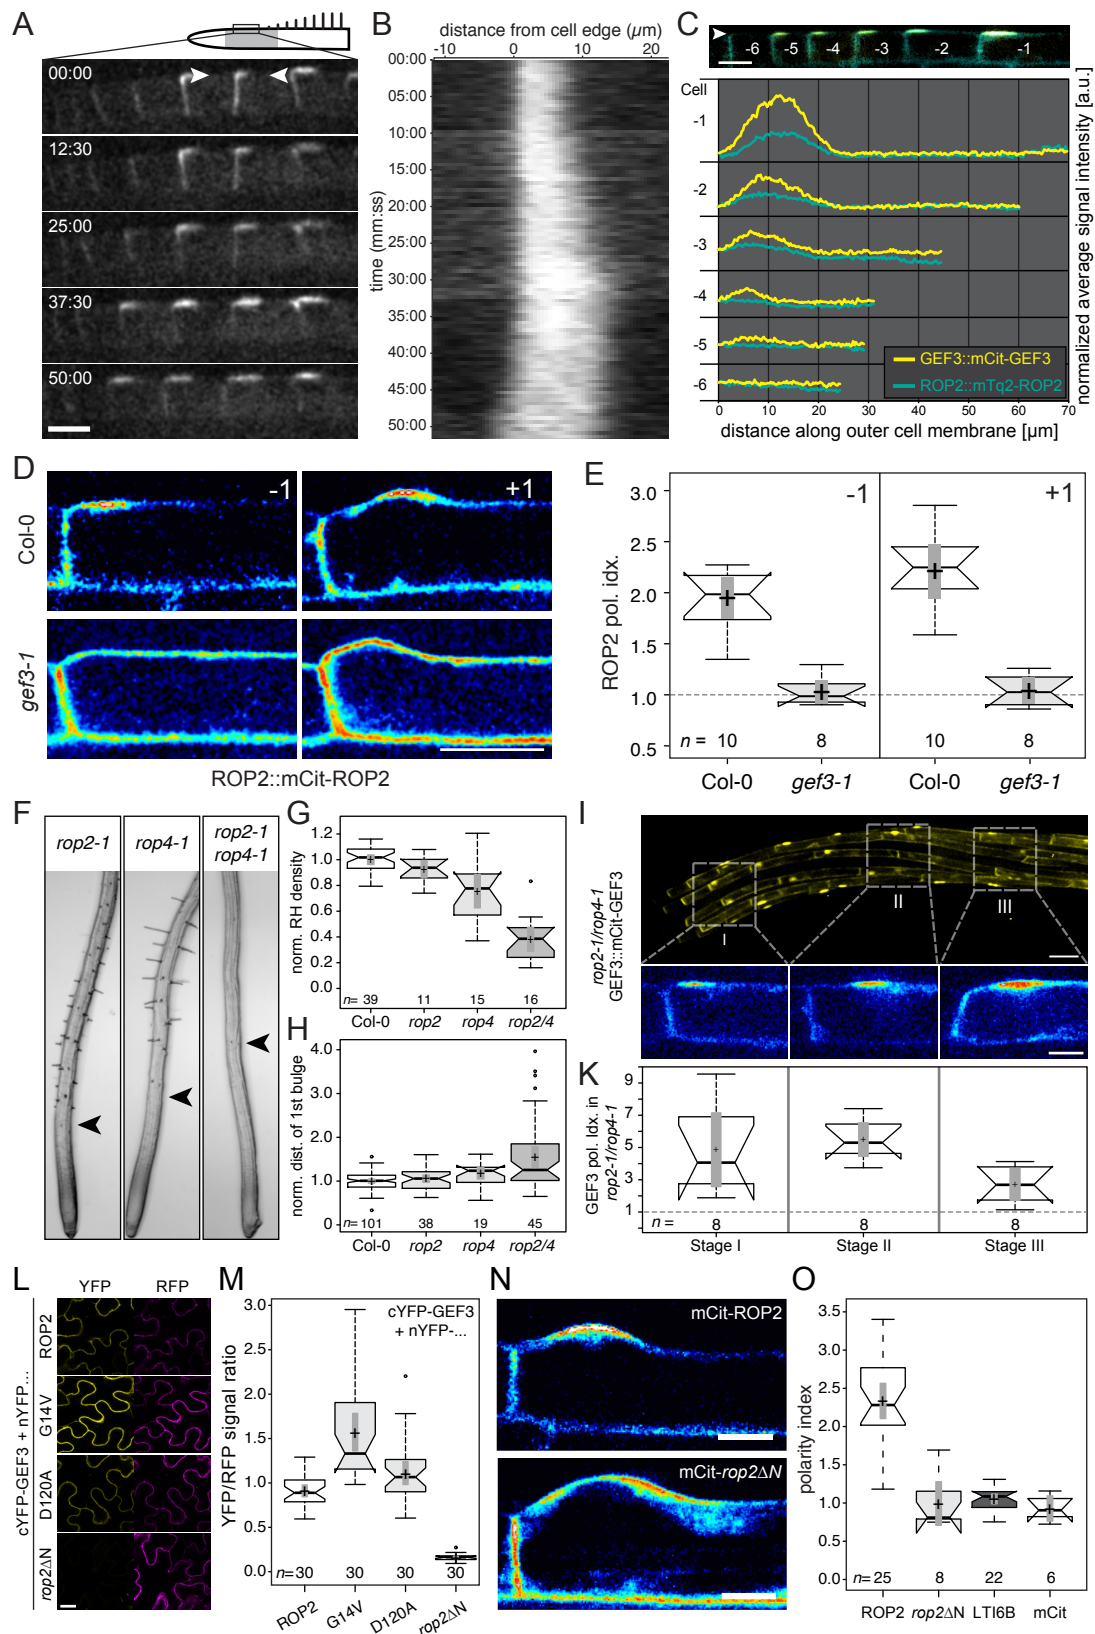 A
00:00
12:30
25:00
37:30
50:00
B
distance from cell edge (µm)
-10 0 10 20
time (mm:ss)
00:00
05:00
10:00
15:00
20:00
25:00
30:00
35:00
40:00
45:00
50:00
C
-6 -5 -4 -3 -2 -1
Cell
-1
-2
-3
-4
-5
-6
GEF3::mCit-GEF3
ROP2::mTq2-ROP2
0 10 20 30 40 50 60 70
distance along outer cell membrane [µm]
normalized average signal intensity [a.u.]
D
-1 +1
Col-0
gef3-1
ROP2::mCit-ROP2
E
-1 +1
ROP2 pol. idx.
3.0
2.5
2.0
1.5
1.0
0.5
n = 10 8 10 8
Col-0 gef3-1 Col-0 gef3-1
F
rop2-1 rop4-1 rop2-1
rop4-1
G
norm. RH density
1.2
1.0
0.8
0.6
0.4
0.2
0.0
n= 39 11 15 16
Col-0 rop2 rop4 rop2/4
H
norm. dist. of 1st bulge
4.0
3.0
2.0
1.0
0
n= 101 38 19 45
Col-0 rop2 rop4 rop2/4
I
rop2-1/rop4-1
GEF3::mCit-GEF3
I II III
K
GEF3 pol. Idx. in
rop2-1/rop4-1
9
7
5
3
1
n = 8 8 8
Stage I Stage II Stage III
L
YFP RFP
cYFP-GEF3 + nYFP-...
ROP2
G14V
D120A
rop2ΔN
M
cYFP-GEF3
+ nYFP-...
YFP/RFP signal ratio
3.0
2.5
2.0
1.5
1.0
0.5
0.0
n= 30 30 30 30
ROP2 G14V D120A rop2ΔN
N
mCit-ROP2
mCit-rop2ΔN
O
polarity index
3.5
3.0
2.5
2.0
1.5
1.0
0.5
0.0
n= 25 8 22 6
ROP2 rop2ΔN LTI6B mCit